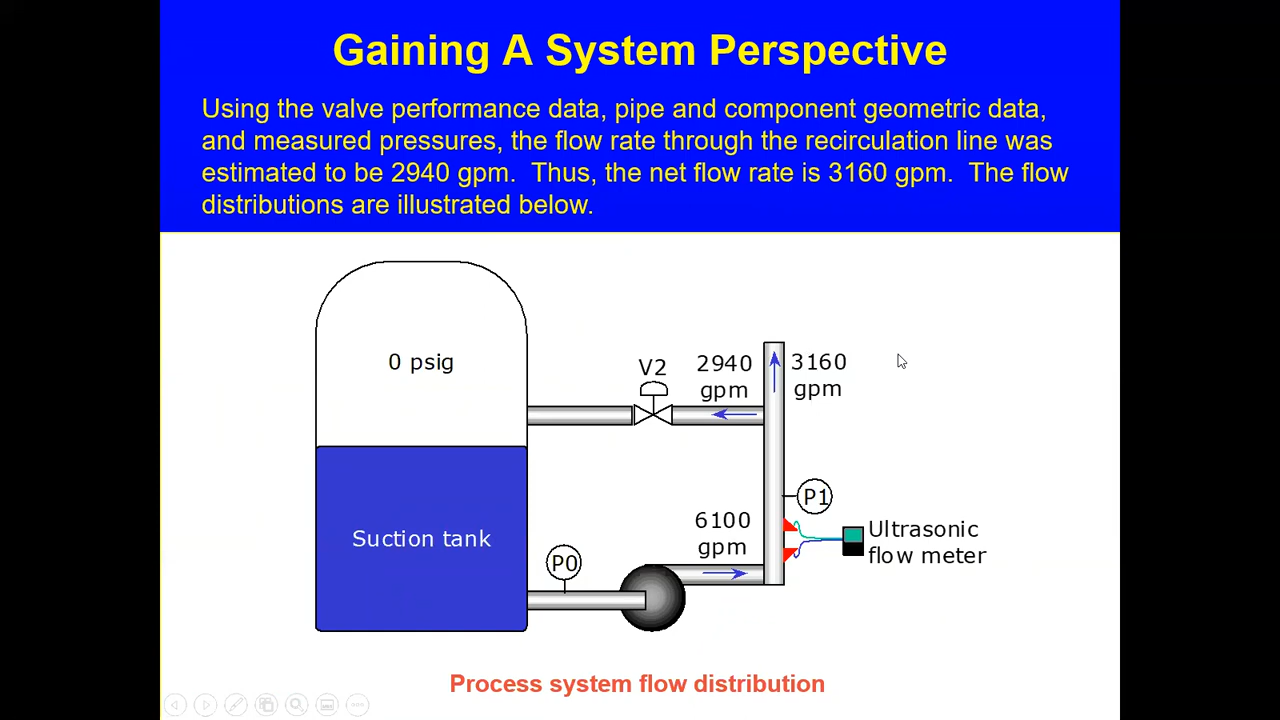 Gaining A System Perspective
Using the valve performance data, pipe and component geometric data,
and measured pressures, the flow rate through the recirculation line was
estimated to be 2940 gpm.  Thus, the net flow rate is 3160 gpm.  The flow
distributions are illustrated below.
0 psig
V2
2940
gpm
3160
gpm
P1
6100
gpm
Ultrasonic
flow meter
Suction tank
P0
Process system flow distribution